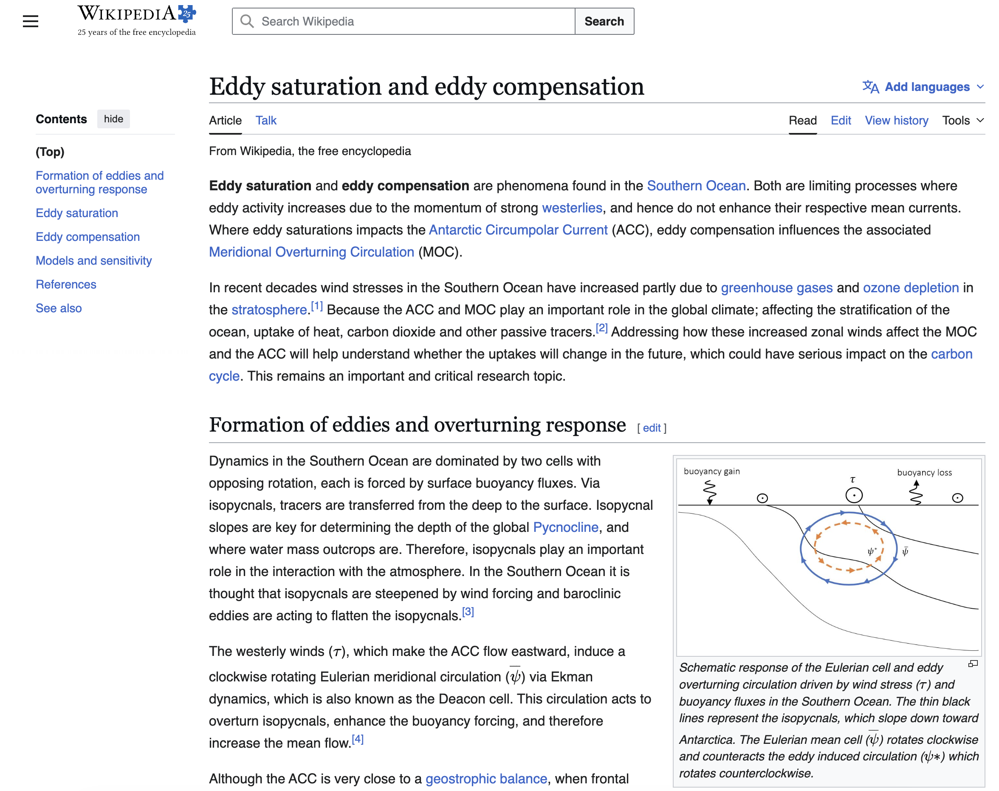 WIKIPEDIA 25
25 years of the free encyclopedia
Search Wikipedia
Search
Contents hide
(Top)
Formation of eddies and
overturning response
Eddy saturation
Eddy compensation
Models and sensitivity
References
See also
Eddy saturation and eddy compensation
文A Add languages
Article Talk
Read Edit View history Tools
From Wikipedia, the free encyclopedia
Eddy saturation and eddy compensation are phenomena found in the Southern Ocean. Both are limiting processes where
eddy activity increases due to the momentum of strong westerlies, and hence do not enhance their respective mean currents.
Where eddy saturations impacts the Antarctic Circumpolar Current (ACC), eddy compensation influences the associated
Meridional Overturning Circulation (MOC).
In recent decades wind stresses in the Southern Ocean have increased partly due to greenhouse gases and ozone depletion in
the stratosphere.[1] Because the ACC and MOC play an important role in the global climate; affecting the stratification of the
ocean, uptake of heat, carbon dioxide and other passive tracers.[2] Addressing how these increased zonal winds affect the MOC
and the ACC will help understand whether the uptakes will change in the future, which could have serious impact on the carbon
cycle. This remains an important and critical research topic.
Formation of eddies and overturning response [ edit ]
Dynamics in the Southern Ocean are dominated by two cells with
opposing rotation, each is forced by surface buoyancy fluxes. Via
isopycnals, tracers are transferred from the deep to the surface. Isopycnal
slopes are key for determining the depth of the global Pycnocline, and
where water mass outcrops are. Therefore, isopycnals play an important
role in the interaction with the atmosphere. In the Southern Ocean it is
thought that isopycnals are steepened by wind forcing and baroclinic
eddies are acting to flatten the isopycnals.[3]
The westerly winds (τ), which make the ACC flow eastward, induce a
clockwise rotating Eulerian meridional circulation (ψ̅) via Ekman
dynamics, which is also known as the Deacon cell. This circulation acts to
overturn isopycnals, enhance the buoyancy forcing, and therefore
increase the mean flow.[4]
Although the ACC is very close to a geostrophic balance, when frontal
buoyancy gain
τ
buoyancy loss
ψ* ψ̅
Schematic response of the Eulerian cell and eddy
overturning circulation driven by wind stress (τ) and
buoyancy fluxes in the Southern Ocean. The thin black
lines represent the isopycnals, which slope down toward
Antarctica. The Eulerian mean cell (ψ̅) rotates clockwise
and counteracts the eddy induced circulation (ψ∗) which
rotates counterclockwise.